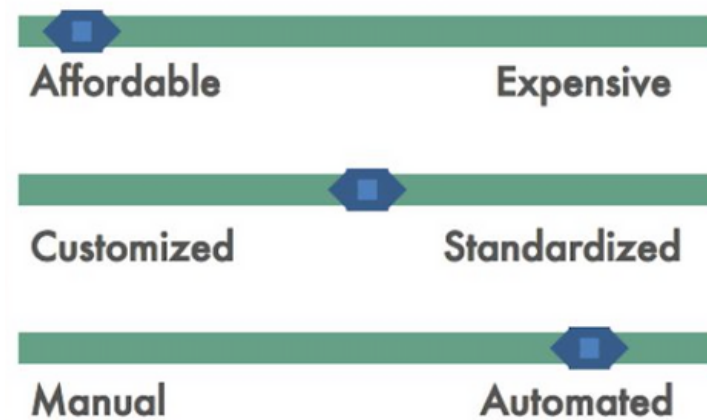 Affordable Expensive
Customized Standardized
Manual Automated